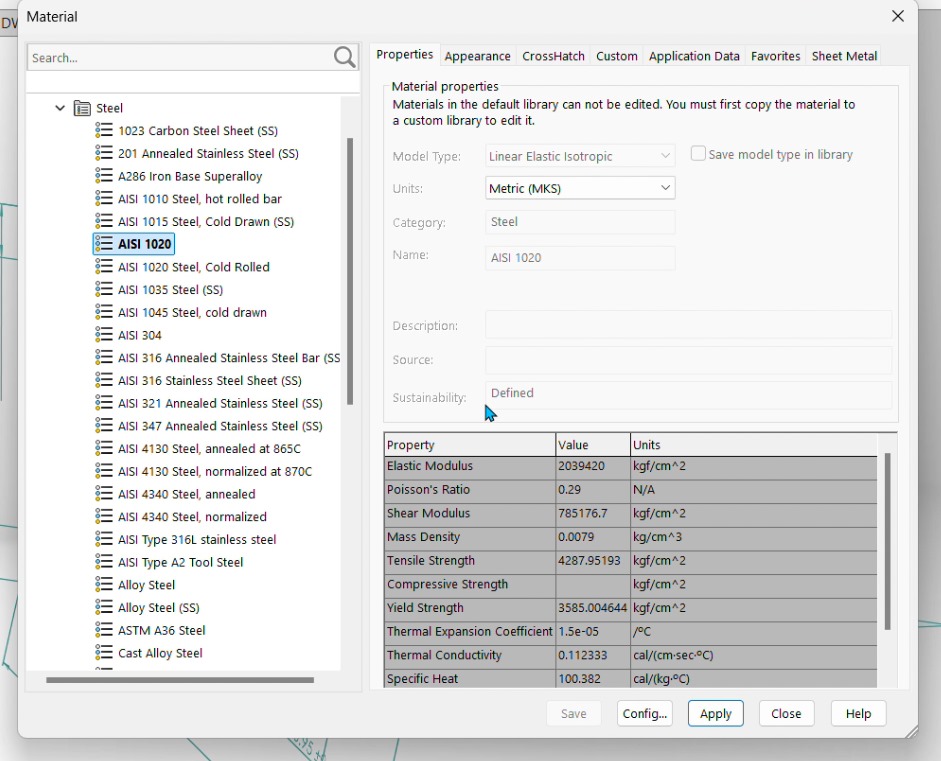 DW
Material
Search...
Steel
1023 Carbon Steel Sheet (SS)
201 Annealed Stainless Steel (SS)
A286 Iron Base Superalloy
AISI 1010 Steel, hot rolled bar
AISI 1015 Steel, Cold Drawn (SS)
AISI 1020
AISI 1020 Steel, Cold Rolled
AISI 1035 Steel (SS)
AISI 1045 Steel, cold drawn
AISI 304
AISI 316 Annealed Stainless Steel Bar (SS
AISI 316 Stainless Steel Sheet (SS)
AISI 321 Annealed Stainless Steel (SS)
AISI 347 Annealed Stainless Steel (SS)
AISI 4130 Steel, annealed at 865C
AISI 4130 Steel, normalized at 870C
AISI 4340 Steel, annealed
AISI 4340 Steel, normalized
AISI Type 316L stainless steel
AISI Type A2 Tool Steel
Alloy Steel
Alloy Steel (SS)
ASTM A36 Steel
Cast Alloy Steel
Properties Appearance CrossHatch Custom Application Data Favorites Sheet Metal
Material properties
Materials in the default library can not be edited. You must first copy the material to
a custom library to edit it.
Model Type: Linear Elastic Isotropic Save model type in library
Units: Metric (MKS)
Category: Steel
Name: AISI 1020
Description:
Source:
Sustainability: Defined
Property Value Units
Elastic Modulus 2039420 kgf/cm^2
Poisson's Ratio 0.29 N/A
Shear Modulus 785176.7 kgf/cm^2
Mass Density 0.0079 kg/cm^3
Tensile Strength 4287.95193 kgf/cm^2
Compressive Strength kgf/cm^2
Yield Strength 3585.004644 kgf/cm^2
Thermal Expansion Coefficient 1.5e-05 /ºC
Thermal Conductivity 0.112333 cal/(cm·sec·ºC)
Specific Heat 100.382 cal/(kg·ºC)
Save Config... Apply Close Help